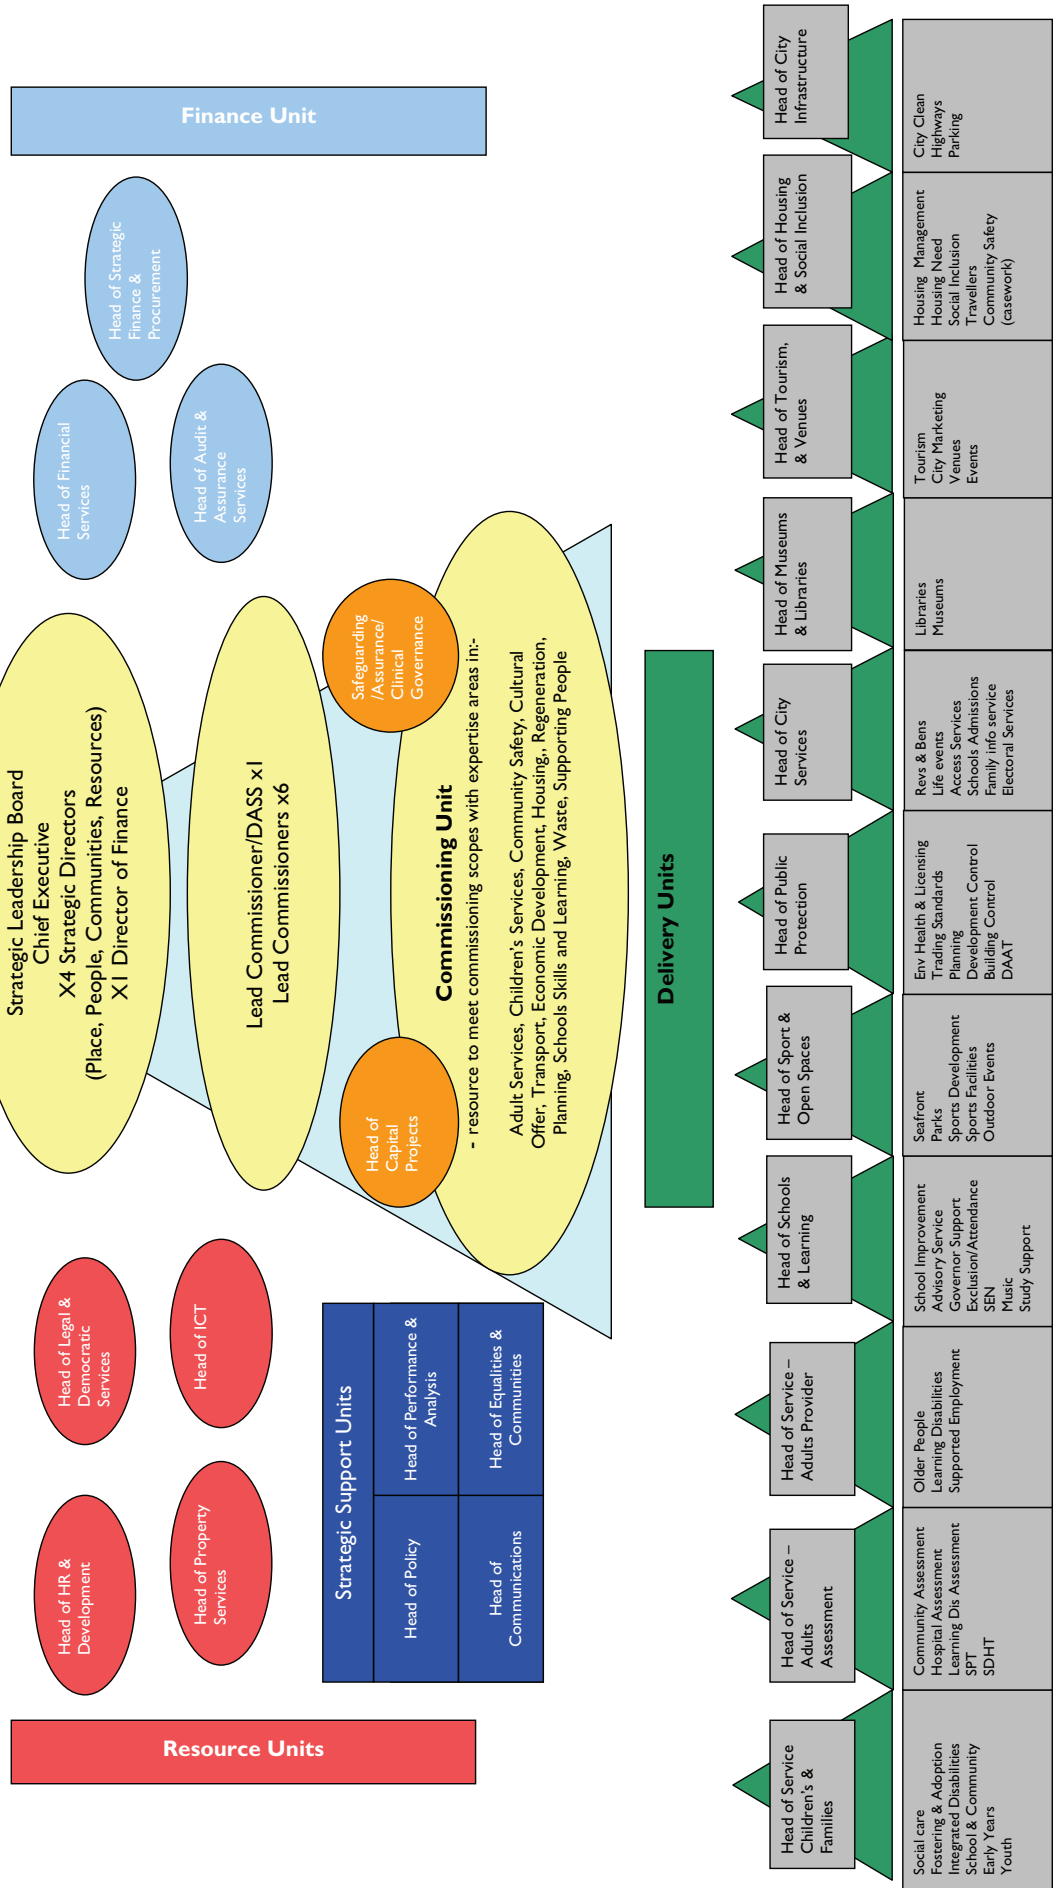 Strategic Leadership Board
Chief Executive
X4 Strategic Directors
(Place, People, Communities, Resources)
X1 Director of Finance
Lead Commissioner/DASS x1
Lead Commissioners x6
Head of
Capital
Projects
Safeguarding
/Assurance/
Clinical
Governance
Commissioning Unit
- resource to meet commissioning scopes with expertise areas in:-
Adult Services, Children's Services, Community Safety, Cultural
Offer, Transport, Economic Development, Housing,, Regeneration,
Planning, Schools Skills and Learning, Waste, Supporting People
Resource Units
Head of HR &
Development
Head of Legal &
Democratic
Services
Head of Property
Services
Head of ICT
Strategic Support Units
Head of Policy
Head of Performance &
Analysis
Head of
Communications
Head of Equalities &
Communities
Head of Financial
Services
Head of Strategic
Finance &
Procurement
Head of Audit &
Assurance
Services
Finance Unit
Delivery Units
Head of Service
Children's &
Families
Social care
Fostering & Adoption
Integrated Disabilities
School & Community
Early Years
Youth
Head of Service –
Adults
Assessment
Community Assessment
Hospital Assessment
Learning Dis Assessment
SPT
SDHT
Head of Service –
Adults Provider
Older People
Learning Disabilities
Supported Employment
Head of Schools
& Learning
School Improvement
Advisory Service
Governor Support
Exclusion/Attendance
SEN
Music
Study Support
Head of Sport &
Open Spaces
Seafront
Parks
Sports Development
Sports Facilities
Outdoor Events
Head of Public
Protection
Env Health & Licensing
Trading Standards
Planning
Development Control
Building Control
DAAT
Head of City
Services
Revs & Bens
Life events
Access Services
Schools Admissions
Family info service
Electoral Services
Head of Museums
& Libraries
Libraries
Museums
Head of Tourism,
& Venues
Tourism
City Marketing
Venues
Events
Head of Housing
& Social Inclusion
Housing Management
Housing Need
Social Inclusion
Travellers
Community Safety
(casework)
Head of City
Infrastructure
City Clean
Highways
Parking